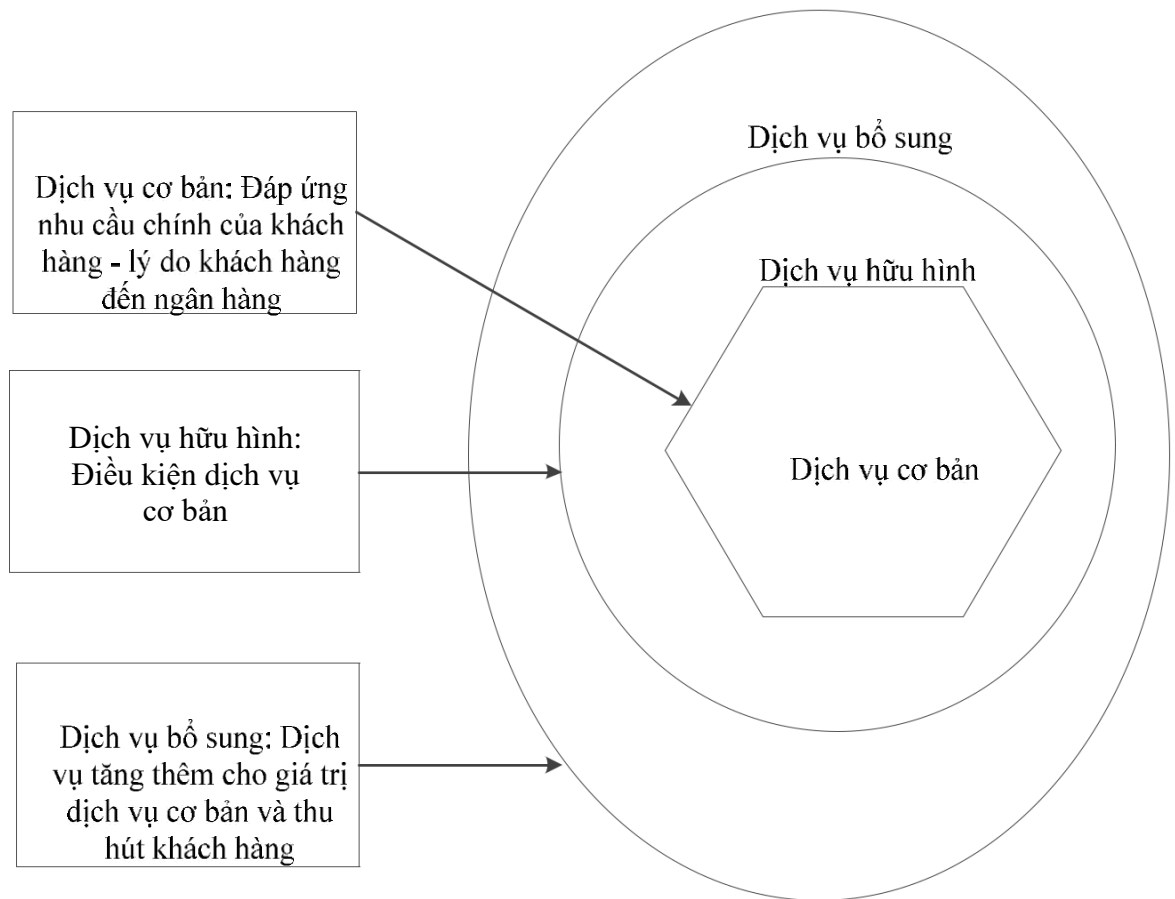 Dịch vụ bổ sung
Dịch vụ cơ bản: Đáp ứng
nhu cầu chính của khách
hàng - lý do khách hàng
đến ngân hàng
Dịch vụ hữu hình
Dịch vụ hữu hình:
Điều kiện dịch vụ
cơ bản
Dịch vụ cơ bản
Dịch vụ bổ sung: Dịch
vụ tăng thêm cho giá trị
dịch vụ cơ bản và thu
hút khách hàng